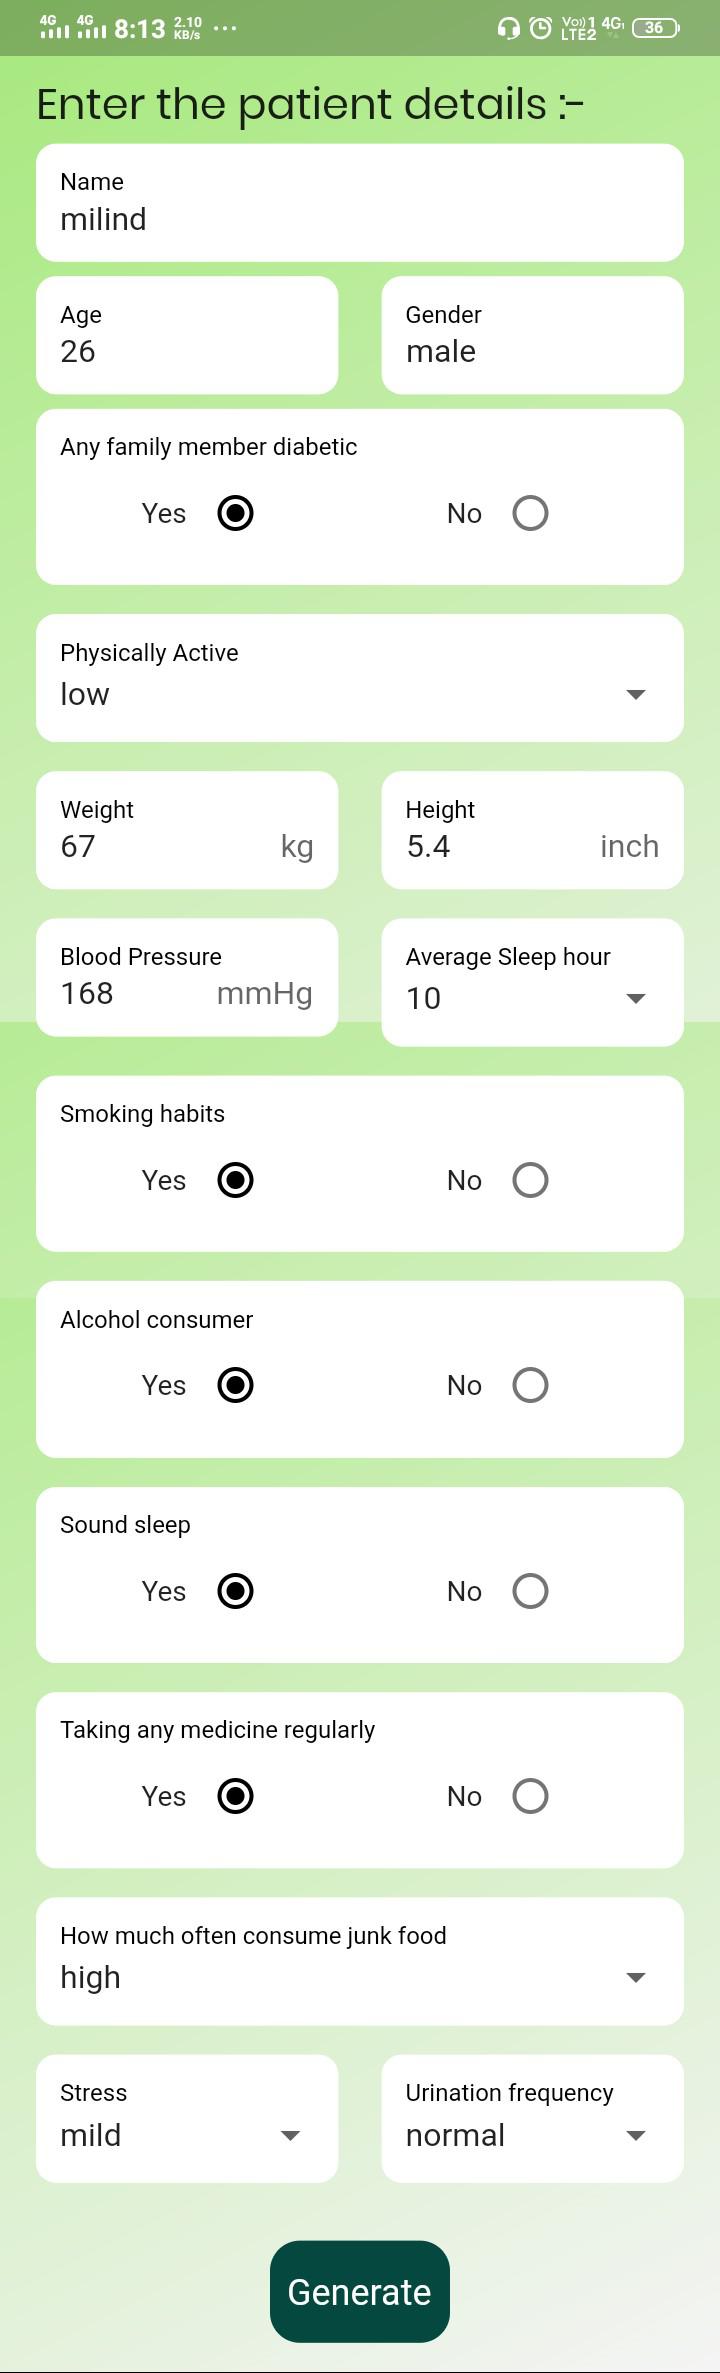 4G 4G 8:13 2.10 KB/s ... Vo)) 1 LTE2 4G 36
Enter the patient details :-
Name
milind
Age Gender
26 male
Any family member diabetic
Yes No
Physically Active
low
Weight Height
67 kg 5.4 inch
Blood Pressure Average Sleep hour
168 mmHg 10
Smoking habits
Yes No
Alcohol consumer
Yes No
Sound sleep
Yes No
Taking any medicine regularly
Yes No
How much often consume junk food
high
Stress Urination frequency
mild normal
Generate